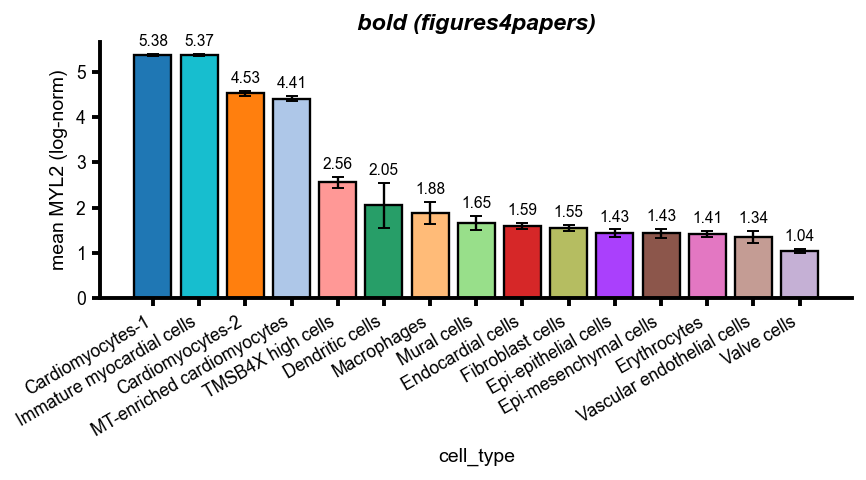 bold (figures4papers)
mean MYL2 (log-norm)
5
4
3
2
1
0
5.38
5.37
4.53
4.41
2.56
2.05
1.88
1.65
1.59
1.55
1.43
1.43
1.41
1.34
1.04
Cardiomyocytes-1
Immature myocardial cells
Cardiomyocytes-2
MT-enriched cardiomyocytes
TMSB4X high cells
Dendritic cells
Macrophages
Mural cells
Endocardial cells
Fibroblast cells
Epi-epithelial cells
Epi-mesenchymal cells
Erythrocytes
Vascular endothelial cells
Valve cells
cell_type